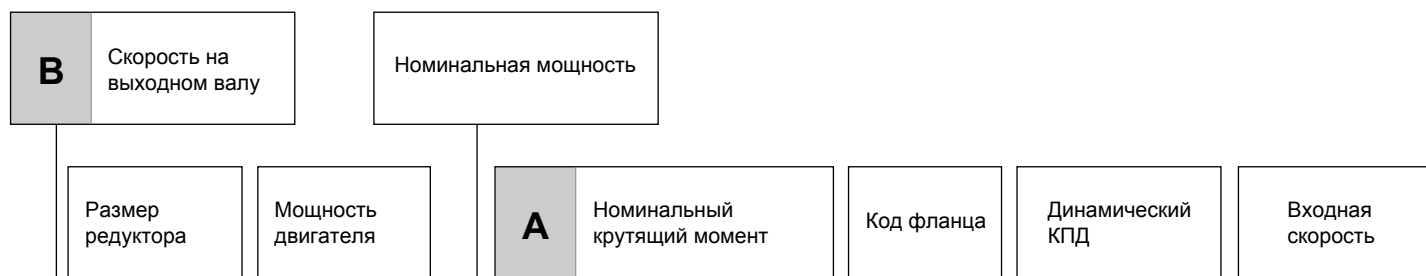 B
Скорость на
выходном валу
Номинальная мощность
Размер
редуктора
Мощность
двигателя
A
Номинальный
крутящий момент
Код фланца
Динамический
КПД
Входная
скорость